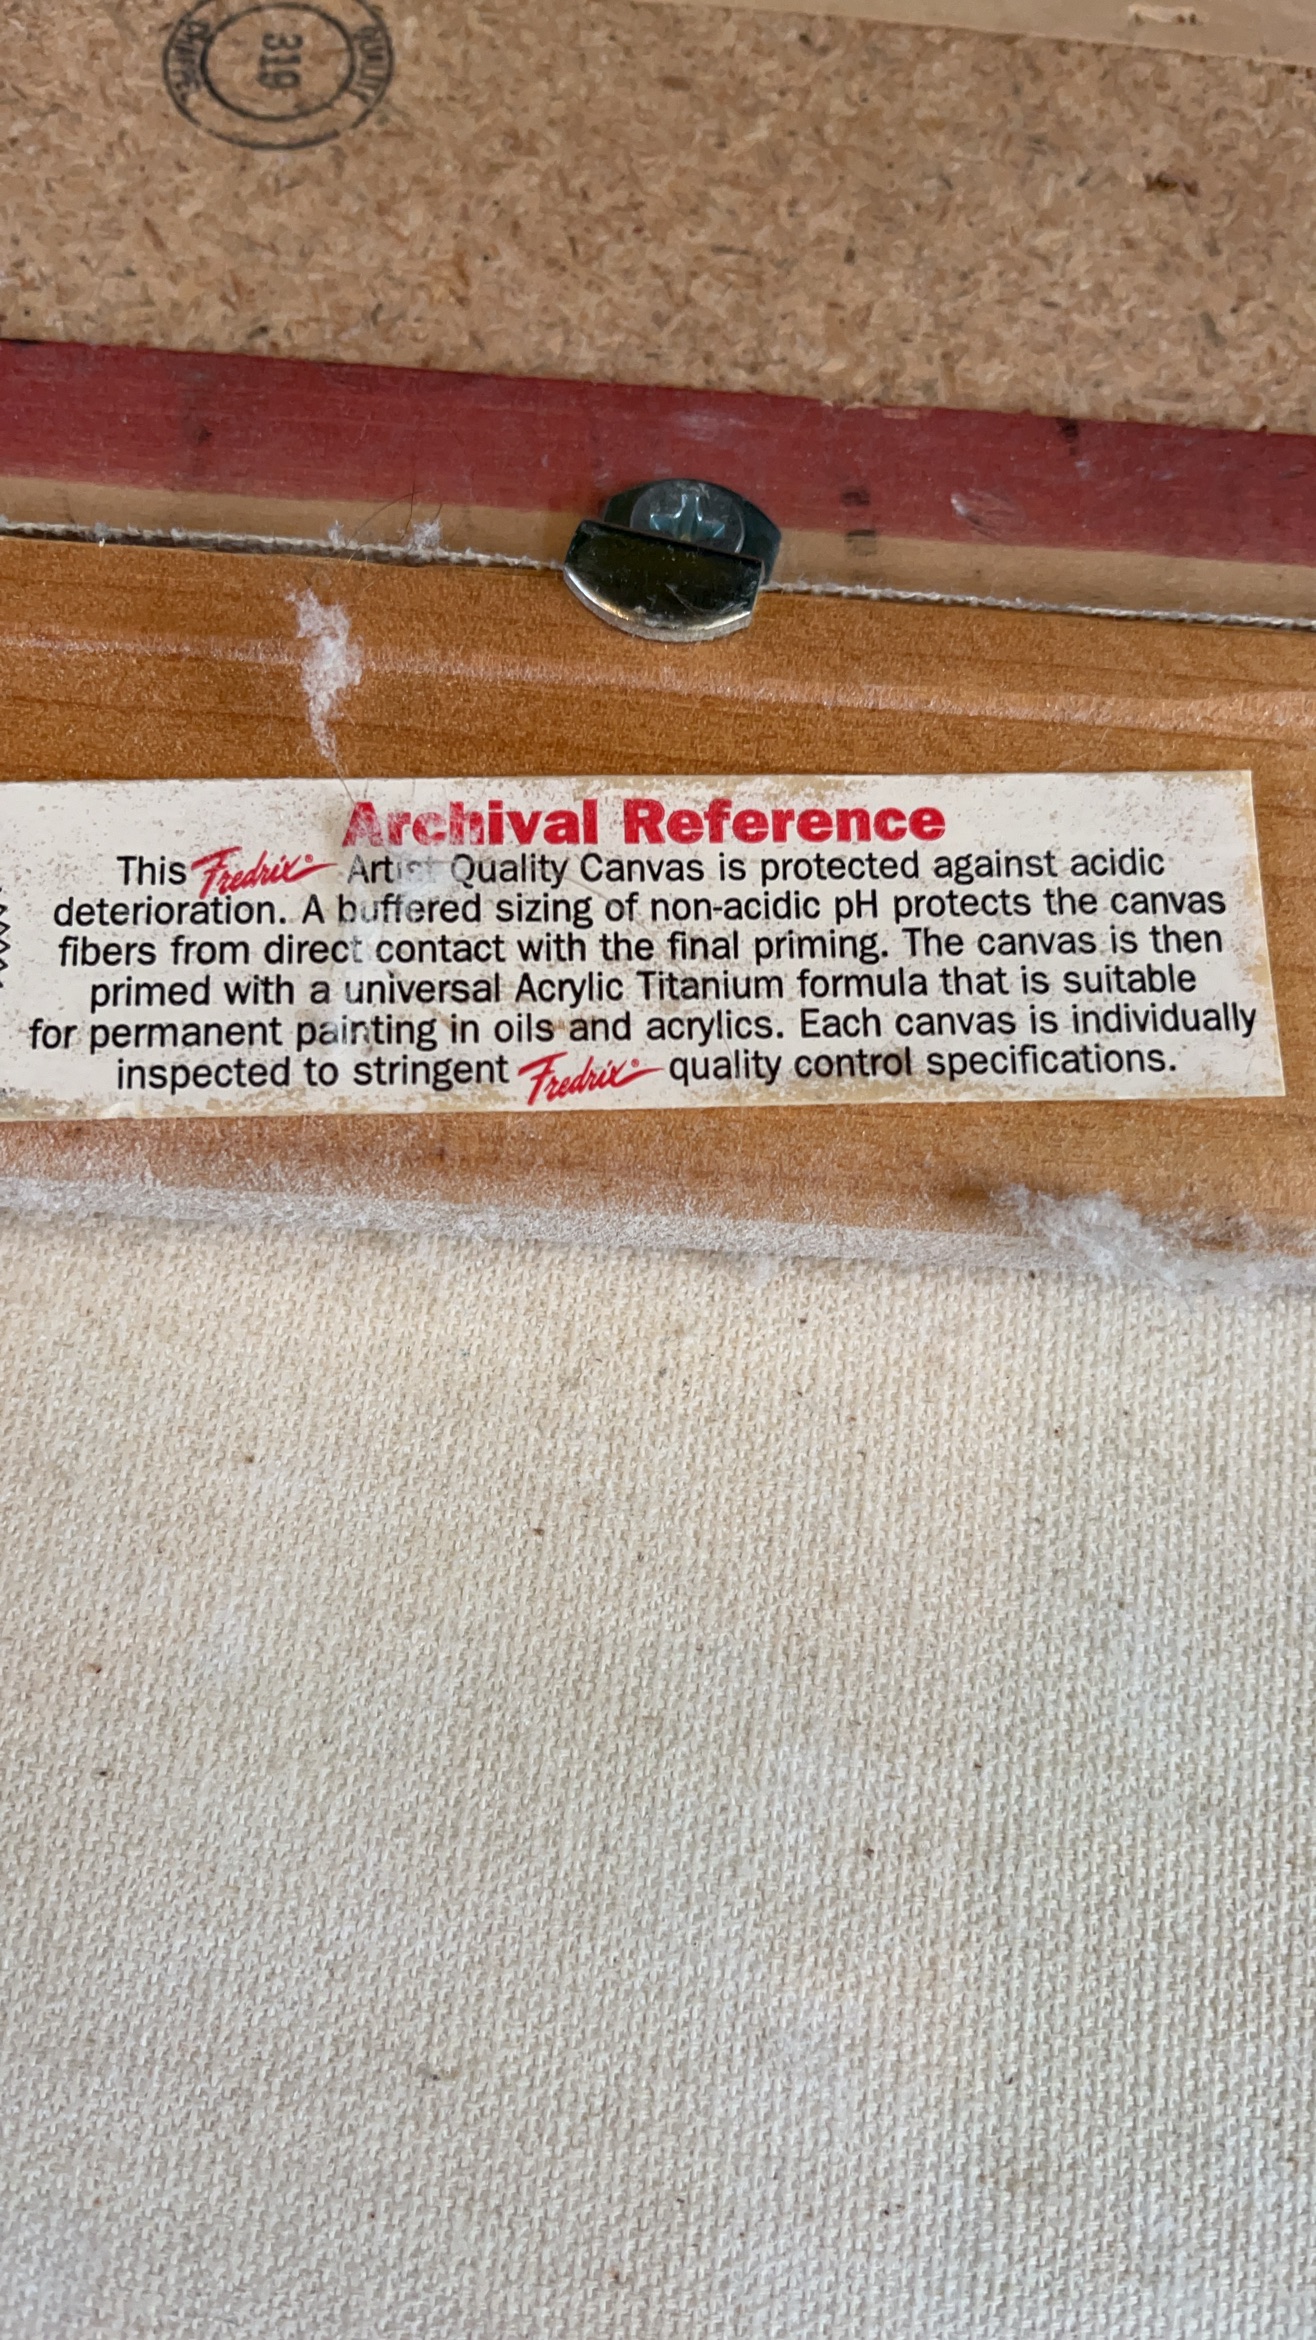 319
QUALITY
Archival Reference
This Fredrix® Artist Quality Canvas is protected against acidic
deterioration. A buffered sizing of non-acidic pH protects the canvas
fibers from direct contact with the final priming. The canvas is then
primed with a universal Acrylic Titanium formula that is suitable
for permanent painting in oils and acrylics. Each canvas is individually
inspected to stringent Fredrix® quality control specifications.